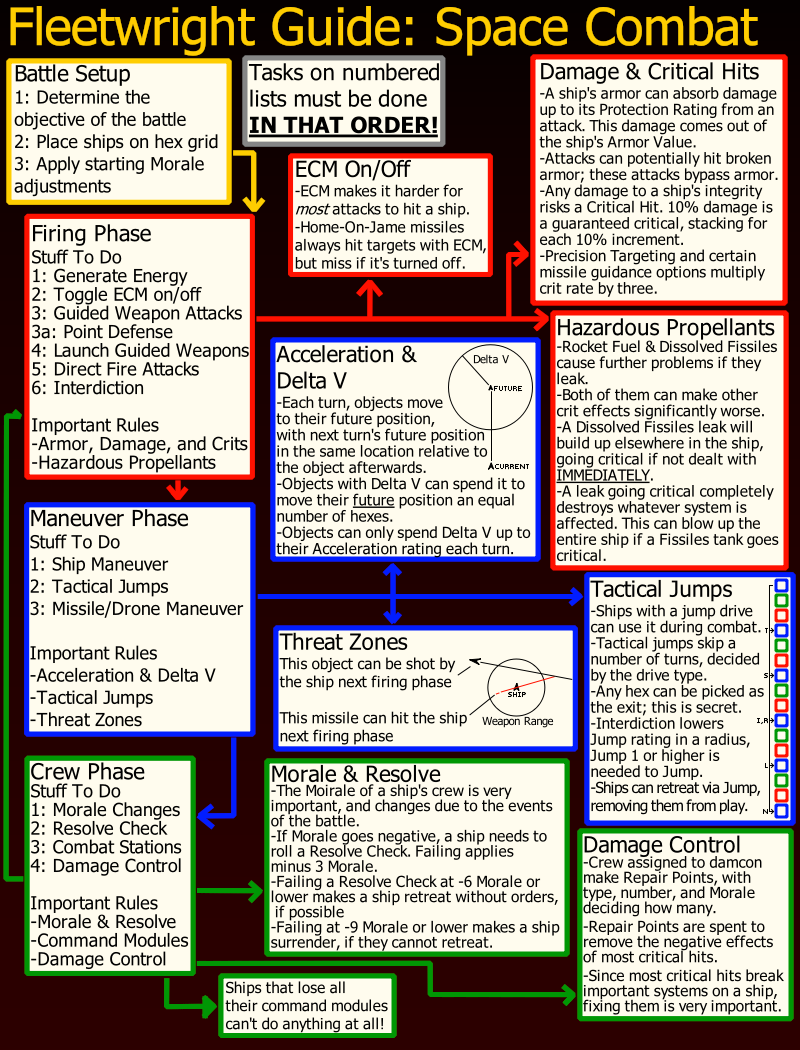 Fleetwright Guide: Space Combat
Battle Setup
1: Determine the
objective of the battle
2: Place ships on hex grid
3: Apply starting Morale
adjustments
Tasks on numbered
lists must be done
IN THAT ORDER!
ECM On/Off
-ECM makes it harder for
most attacks to hit a ship.
-Home-On-Jame missiles
always hit targets with ECM,
but miss if it's turned off.
Damage & Critical Hits
-A ship's armor can absorb damage
up to its Protection Rating from an
attack. This damage comes out of
the ship's Armor Value.
-Attacks can potentially hit broken
armor; these attacks bypass armor.
-Any damage to a ship's integrity
risks a Critical Hit. 10% damage is
a guaranteed critical, stacking for
each 10% increment.
-Precision Targeting and certain
missile guidance options multiply
crit rate by three.
Firing Phase
Stuff To Do
1: Generate Energy
2: Toggle ECM on/off
3: Guided Weapon Attacks
3a: Point Defense
4: Launch Guided Weapons
5: Direct Fire Attacks
6: Interdiction
Important Rules
-Armor, Damage, and Crits
-Hazardous Propellants
Hazardous Propellants
-Rocket Fuel & Dissolved Fissiles
cause further problems if they
leak.
-Both of them can make other
crit effects significantly worse.
-A Dissolved Fissiles leak will
build up elsewhere in the ship,
going critical if not dealt with
IMMEDIATELY.
-A leak going critical completely
destroys whatever system is
affected. This can blow up the
entire ship if a Fissiles tank goes
critical.
Acceleration &
Delta V
-Each turn, objects move
to their future position,
with next turn's future position
in the same location relative to
the object afterwards.
-Objects with Delta V can spend it to
move their future position an equal
number of hexes.
-Objects can only spend Delta V up to
their Acceleration rating each turn.
Delta V
FUTURE
CURRENT
Maneuver Phase
Stuff To Do
1: Ship Maneuver
2: Tactical Jumps
3: Missile/Drone Maneuver
Important Rules
-Acceleration & Delta V
-Tactical Jumps
-Threat Zones
Threat Zones
This object can be shot by
the ship next firing phase
This missile can hit the ship
next firing phase
SHIP
Weapon Range
Tactical Jumps
-Ships with a jump drive
can use it during combat.
-Tactical jumps skip a
number of turns, decided
by the drive type.
-Any hex can be picked as
the exit; this is secret.
-Interdiction lowers
Jump rating in a radius,
Jump 1 or higher is
needed to Jump.
-Ships can retreat via Jump,
removing them from play.
T
S
I,R
L
N
Crew Phase
Stuff To Do
1: Morale Changes
2: Resolve Check
3: Combat Stations
4: Damage Control
Important Rules
-Morale & Resolve
-Command Modules
-Damage Control
Morale & Resolve
-The Moirale of a ship's crew is very
important, and changes due to the events
of the battle.
-If Morale goes negative, a ship needs to
roll a Resolve Check. Failing applies
minus 3 Morale.
-Failing a Resolve Check at -6 Morale or
lower makes a ship retreat without orders,
if possible
-Failing at -9 Morale or lower makes a ship
surrender, if they cannot retreat.
Damage Control
-Crew assigned to damcon
make Repair Points, with
type, number, and Morale
deciding how many.
-Repair Points are spent to
remove the negative effects
of most critical hits.
-Since most critical hits break
important systems on a ship,
fixing them is very important.
Ships that lose all
their command modules
can't do anything at all!